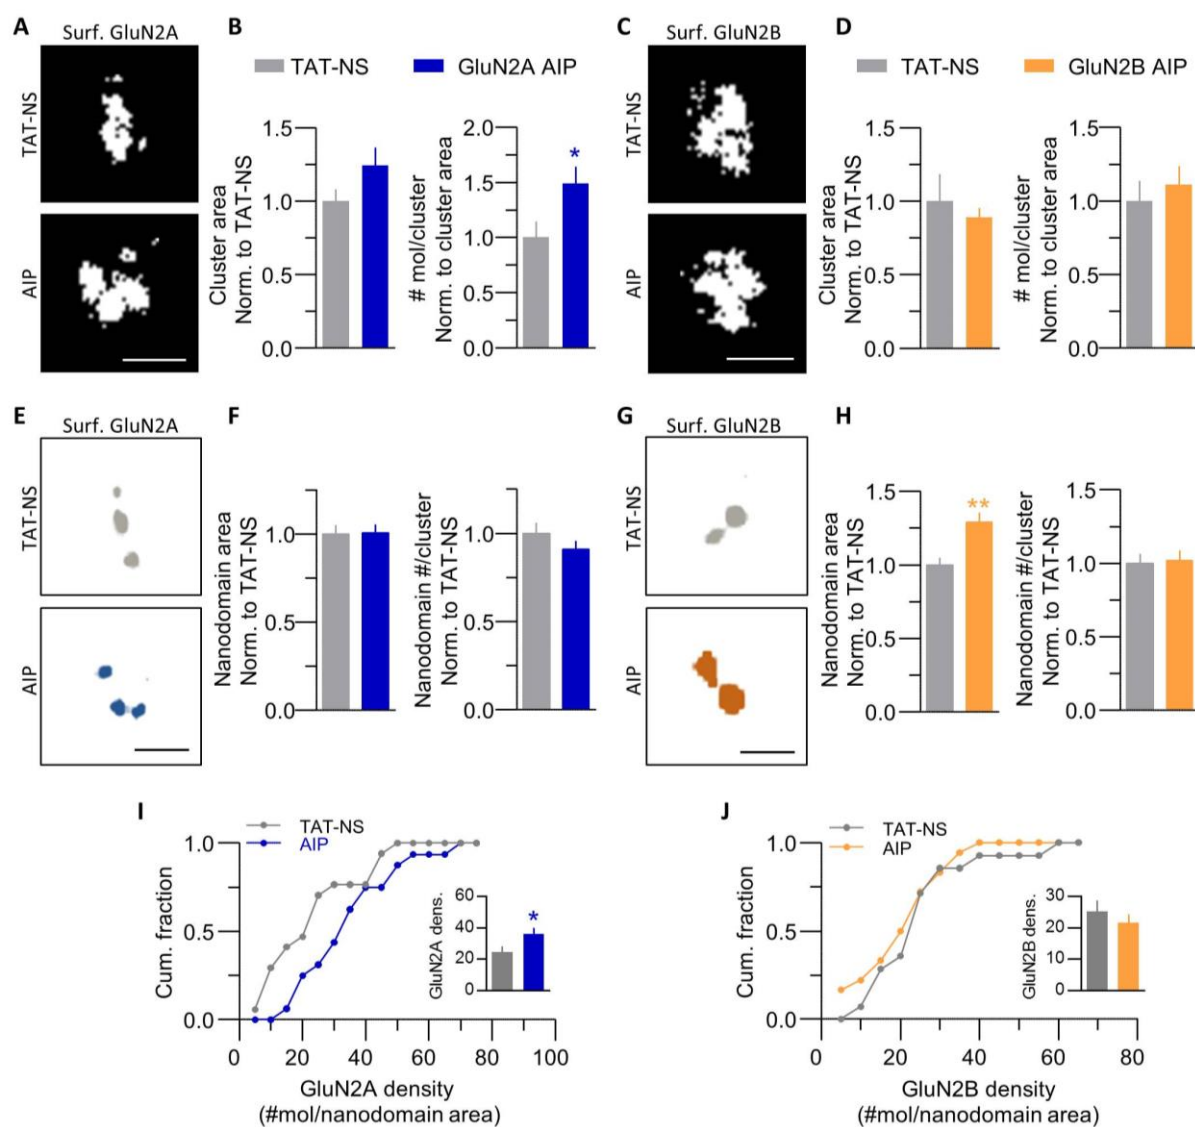 A
Surf. GluN2A
TAT-NS
AIP
B
TAT-NS
GluN2A AIP
Cluster area
Norm. to TAT-NS
1.5
1.0
0.5
0.0
# mol/cluster
Norm. to cluster area
2.0
1.5
1.0
0.5
0.0
*
C
Surf. GluN2B
TAT-NS
AIP
D
TAT-NS
GluN2B AIP
Cluster area
Norm. to TAT-NS
1.5
1.0
0.5
0.0
# mol/cluster
Norm. to cluster area
1.5
1.0
0.5
0.0
E
Surf. GluN2A
TAT-NS
AIP
F
Nanodomain area
Norm. to TAT-NS
1.0
0.5
0.0
Nanodomain #/cluster
Norm. to TAT-NS
1.0
0.5
0.0
G
Surf. GluN2B
TAT-NS
AIP
H
Nanodomain area
Norm. to TAT-NS
1.5
1.0
0.5
0.0
**
Nanodomain #/cluster
Norm. to TAT-NS
1.5
1.0
0.5
0.0
I
TAT-NS
AIP
Cum. fraction
1.0
0.5
0.0
0 20 40 60 80 100
GluN2A density
(#mol/nanodomain area)
GluN2A dens.
60
40
20
0
*
J
TAT-NS
AIP
Cum. fraction
1.0
0.5
0.0
0 20 40 60 80
GluN2B density
(#mol/nanodomain area)
GluN2B dens.
30
20
10
0